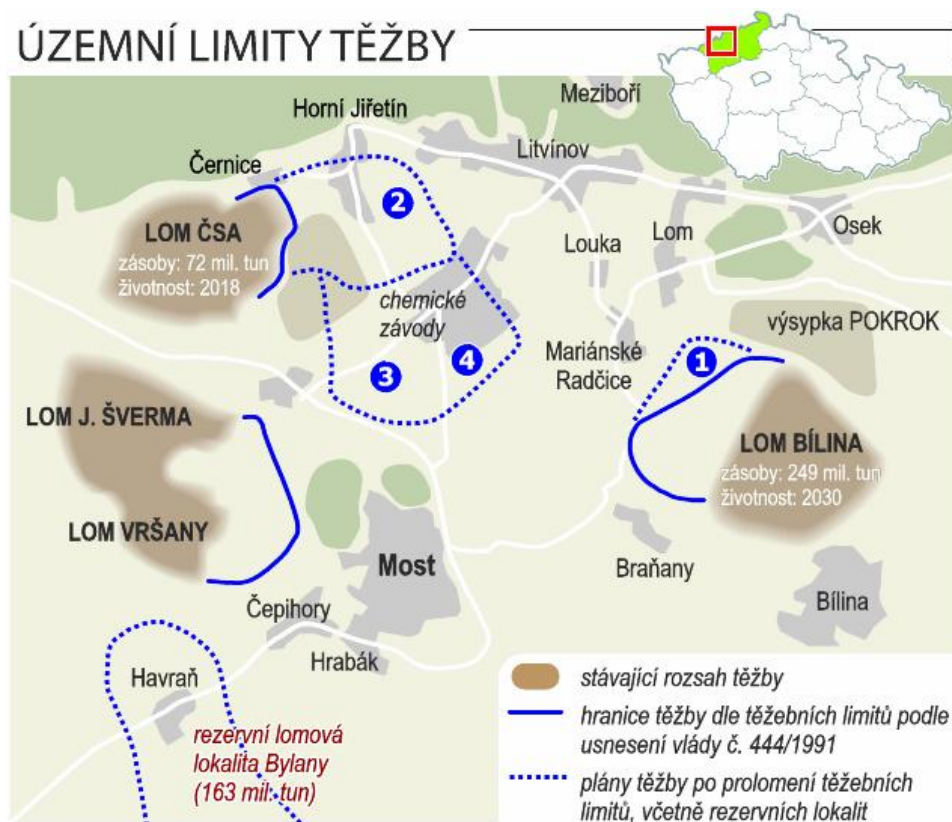 ÚZEMNÍ LIMITY TĚŽBY
Meziboří
Horní Jiřetín
Litvínov
Černice
2
LOM ČSA
zásoby: 72 mil. tun
životnost: 2018
Louka
Lom
Osek
chemické
závody
výsypka POKROK
Mariánské
Radčice
1
3
4
LOM J. ŠVERMA
LOM BÍLINA
zásoby: 249 mil. tun
životnost: 2030
LOM VRŠANY
Most
Braňany
Bílina
Čepihory
Hrabák
Havraň
rezervní lomová
lokalita Bylany
(163 mil. tun)
stávající rozsah těžby
hranice těžby dle těžebních limitů podle
usnesení vlády č. 444/1991
plány těžby po prolomení těžebních
limitů, včetně rezervních lokalit